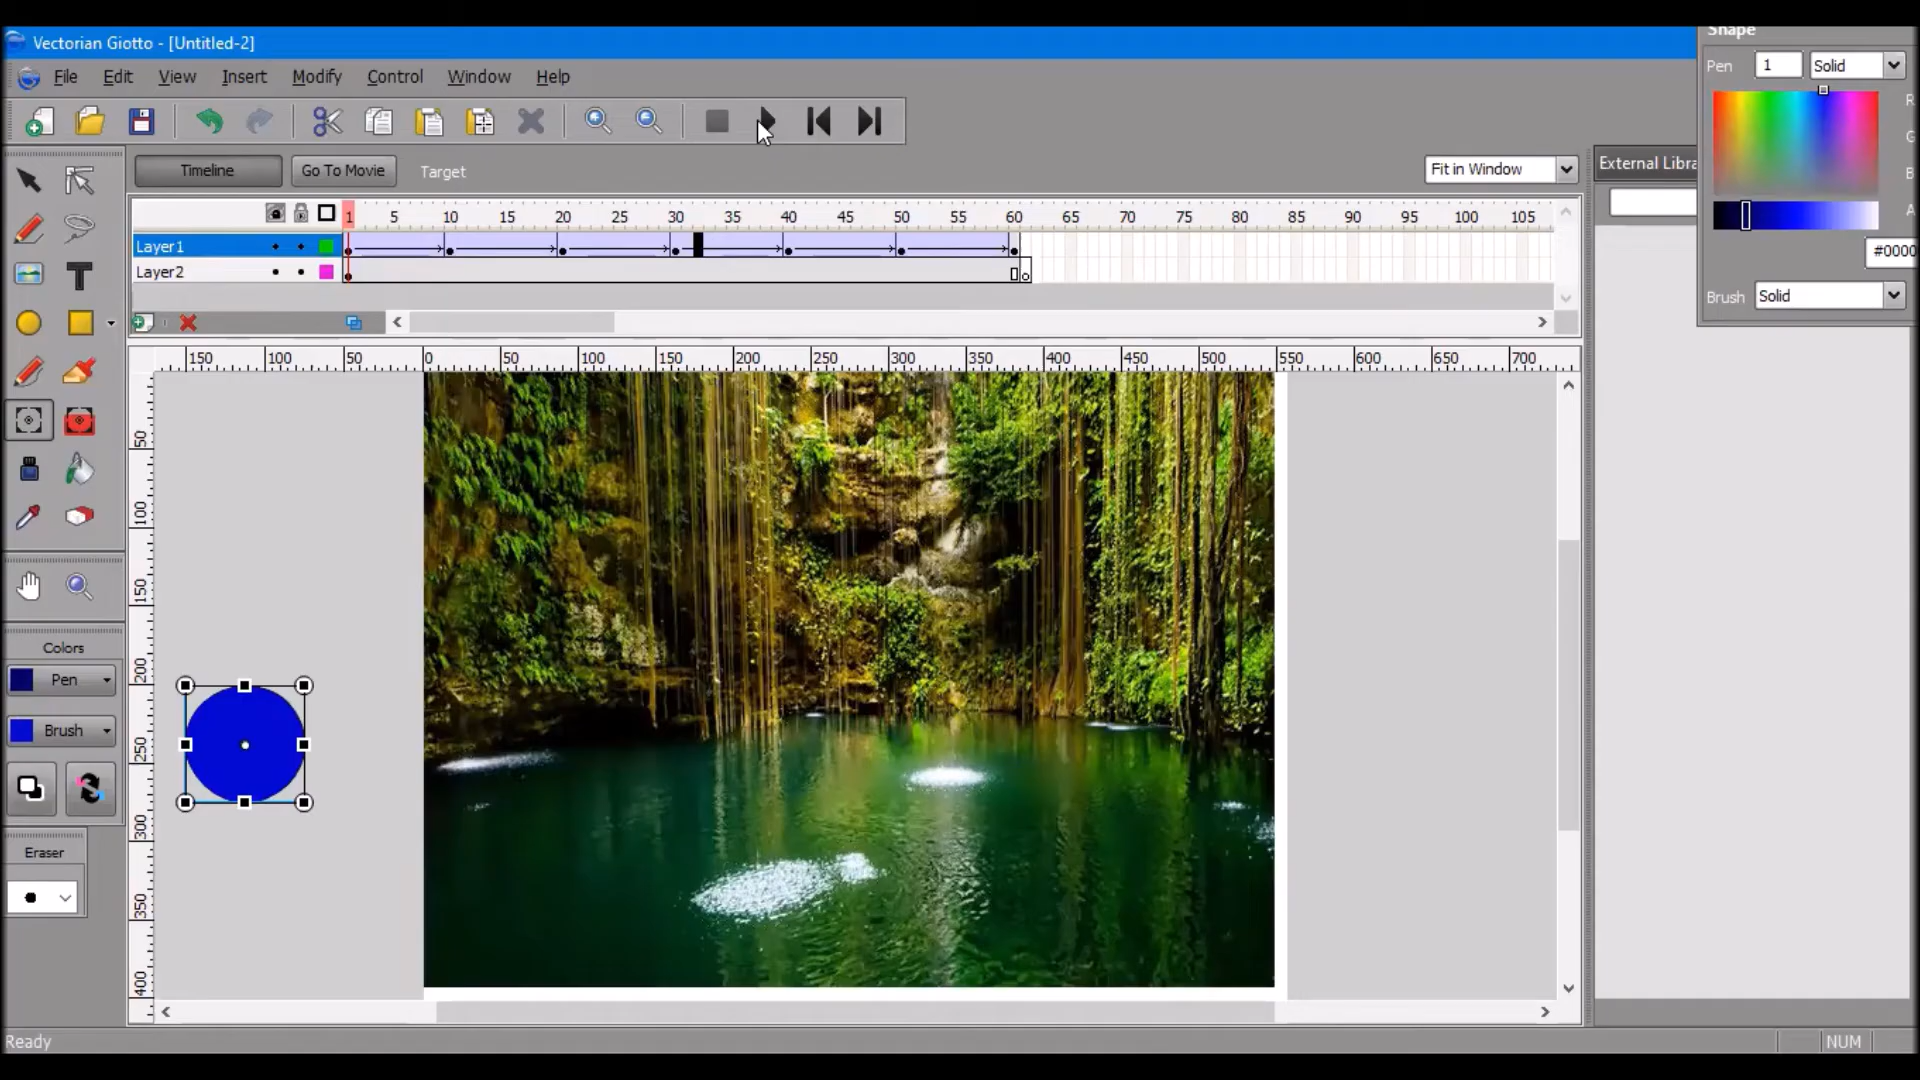 Vectorian Giotto - [Untitled-2]
Shape
File Edit View Insert Modify Control Window Help
Pen 1 Solid
R
G
B
A
#0000
Brush Solid
Timeline Go To Movie Target Fit in Window
External Libra
1 5 10 15 20 25 30 35 40 45 50 55 60 65 70 75 80 85 90 95 100 105
Layer1
Layer2
150 100 50 0 50 100 150 200 250 300 350 400 450 500 550 600 650 700
50
100
150
200
250
300
350
400
Colors
Pen
Brush
Eraser
Ready NUM